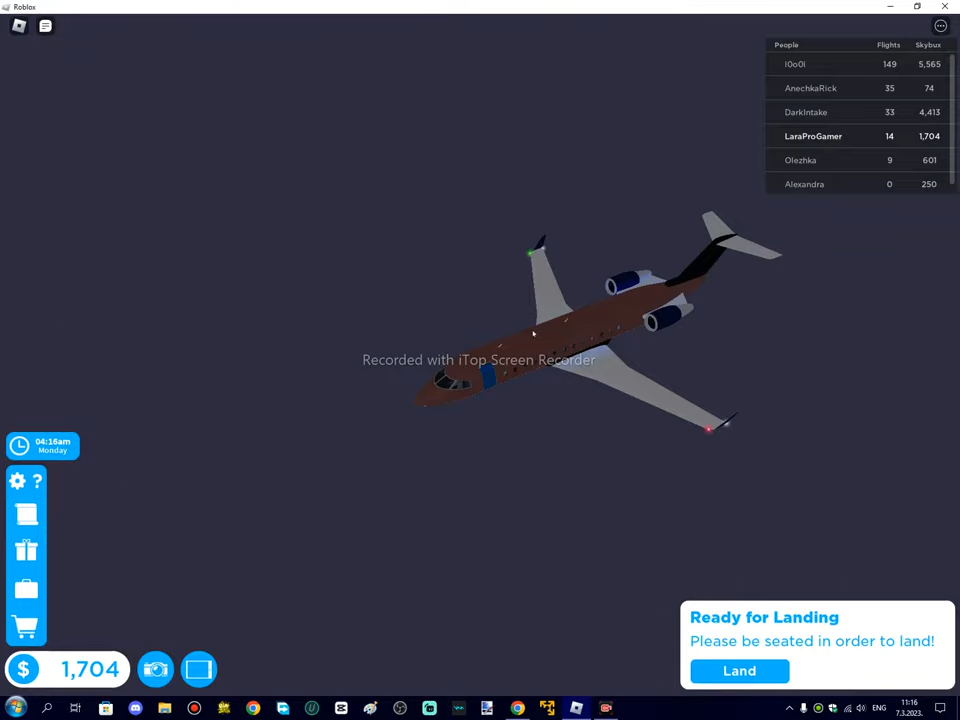 Roblox
People Flights Skybux
l0o0l 149 5,565
AnechkaRick 35 74
DarkIntake 33 4,413
LaraProGamer 14 1,704
Olezhka 9 601
Alexandra 0 250
Recorded with iTop Screen Recorder
04:16am
Monday
?
Ready for Landing
Please be seated in order to land!
Land
$ 1,704
ENG
11:16
7.3.2023.